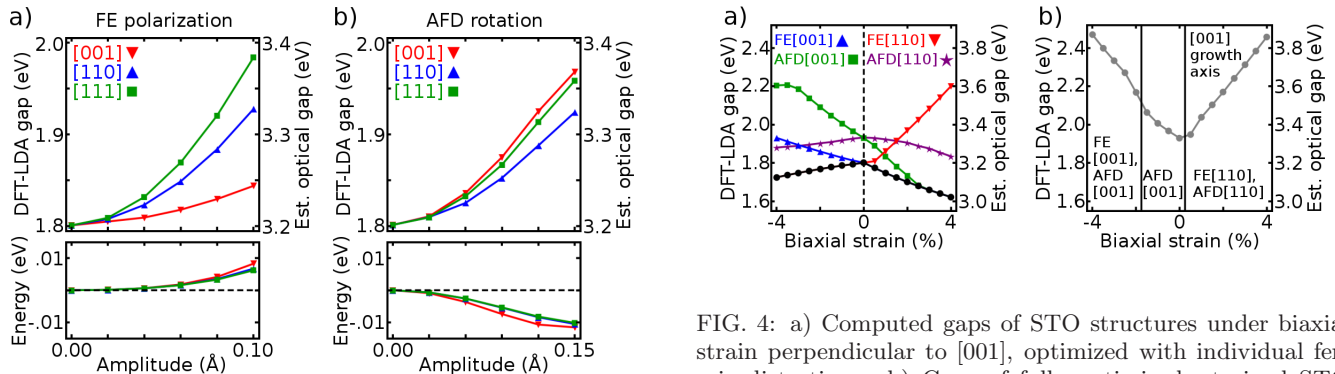 a) FE polarization
2.0
1.9
1.8
DFT-LDA gap (eV)
[001]
[110]
[111]
3.4
3.3
3.2
Est. optical gap (eV)
.01
-.01
Energy (eV)
0.00 0.10
Amplitude (Å)
b) AFD rotation
2.0
1.9
1.8
DFT-LDA gap (eV)
[001]
[110]
[111]
3.4
3.3
3.2
Est. optical gap (eV)
.01
-.01
Energy (eV)
0.00 0.15
Amplitude (Å)
a)
2.4
2.2
2.0
1.8
1.6
DFT-LDA gap (eV)
FE[001] FE[110]
AFD[001] AFD[110]
3.8
3.6
3.4
3.2
3.0
Est. optical gap (eV)
-4 -2 0 2 4
Biaxial strain (%)
b)
2.4
2.2
2.0
1.8
1.6
DFT-LDA gap (eV)
[001]
growth
axis
FE
[001],
AFD
[001]
AFD
[001]
FE[110],
AFD[110]
3.8
3.6
3.4
3.2
3.0
Est. optical gap (eV)
-4 -2 0 2 4
Biaxial strain (%)
FIG. 4: a) Computed gaps of STO structures under biaxia
strain perpendicular to [001], optimized with individual fer